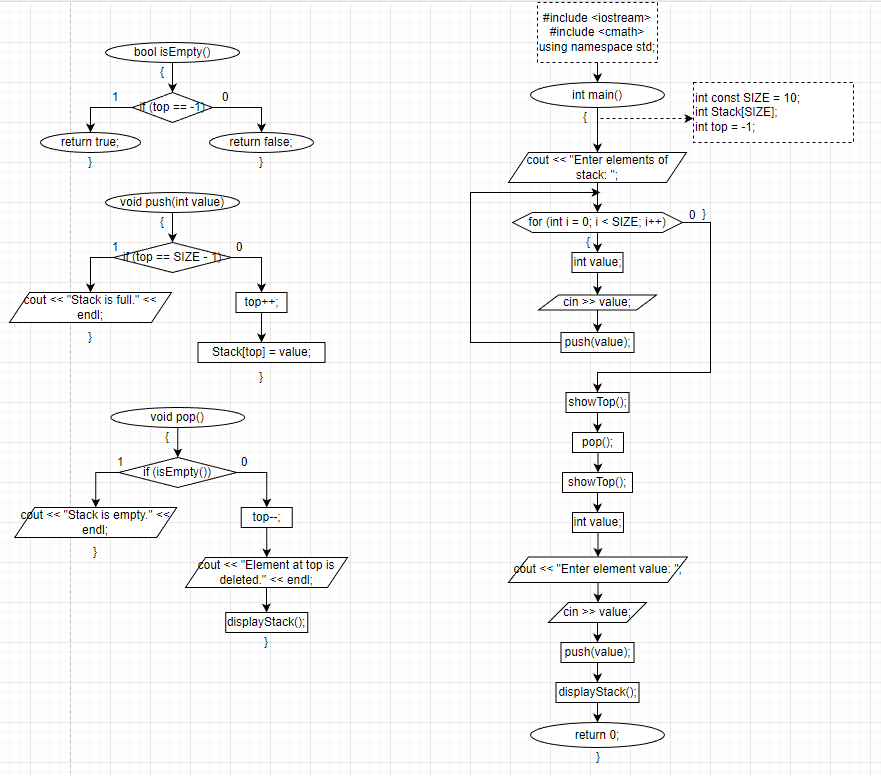 bool isEmpty()
{
if (top == -1)
1
0
return true;
return false;
}
}
void push(int value)
{
if (top == SIZE - 1)
1
0
cout << "Stack is full." <<
endl;
}
top++;
Stack[top] = value;
}
void pop()
{
if (isEmpty())
1
0
cout << "Stack is empty." <<
endl;
}
top--;
cout << "Element at top is
deleted." << endl;
displayStack();
}
#include <iostream>
#include <cmath>
using namespace std;
int main()
{
int const SIZE = 10;
int Stack[SIZE];
int top = -1;
cout << "Enter elements of
stack: ";
for (int i = 0; i < SIZE; i++)
0 }
{
int value;
cin >> value;
push(value);
showTop();
pop();
showTop();
int value;
cout << "Enter element value: ";
cin >> value;
push(value);
displayStack();
return 0;
}